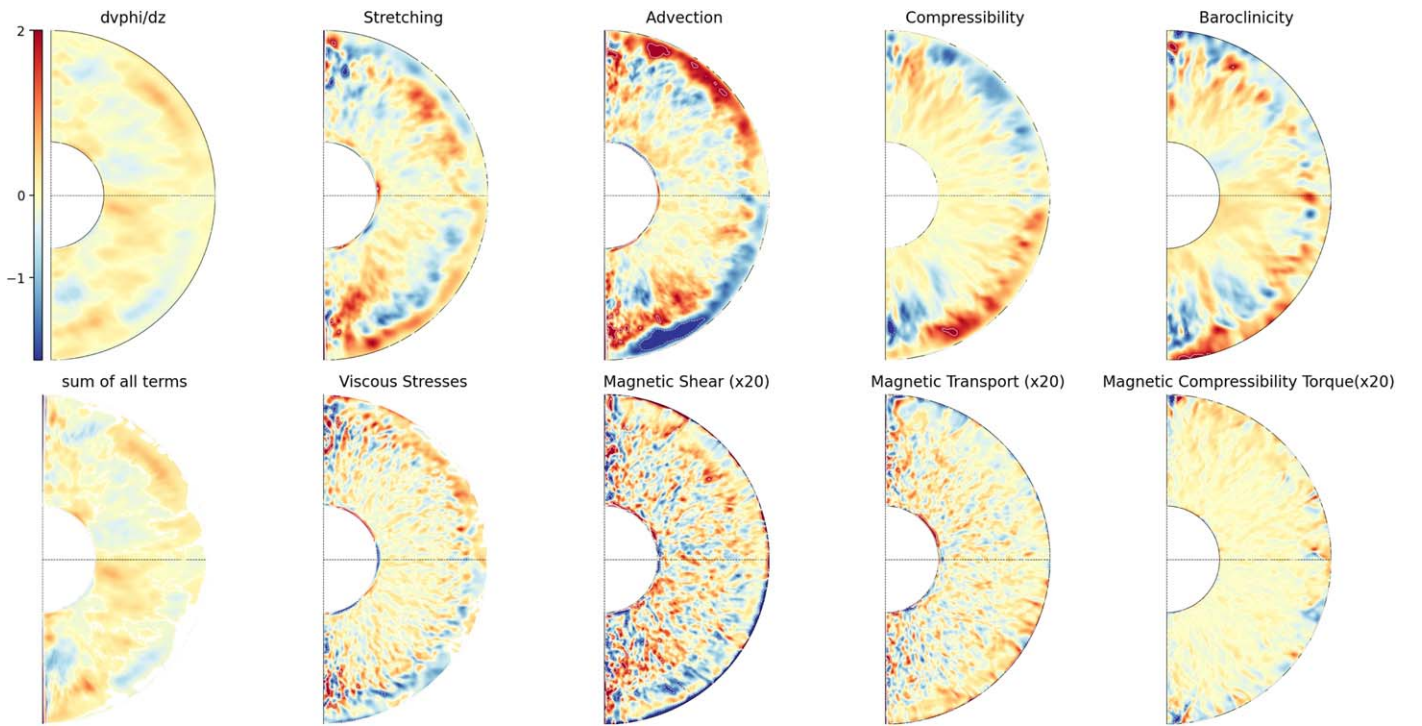 dvphi/dz
Stretching
Advection
Compressibility
Baroclinicity
2
0
−1
sum of all terms
Viscous Stresses
Magnetic Shear (x20)
Magnetic Transport (x20)
Magnetic Compressibility Torque(x20)